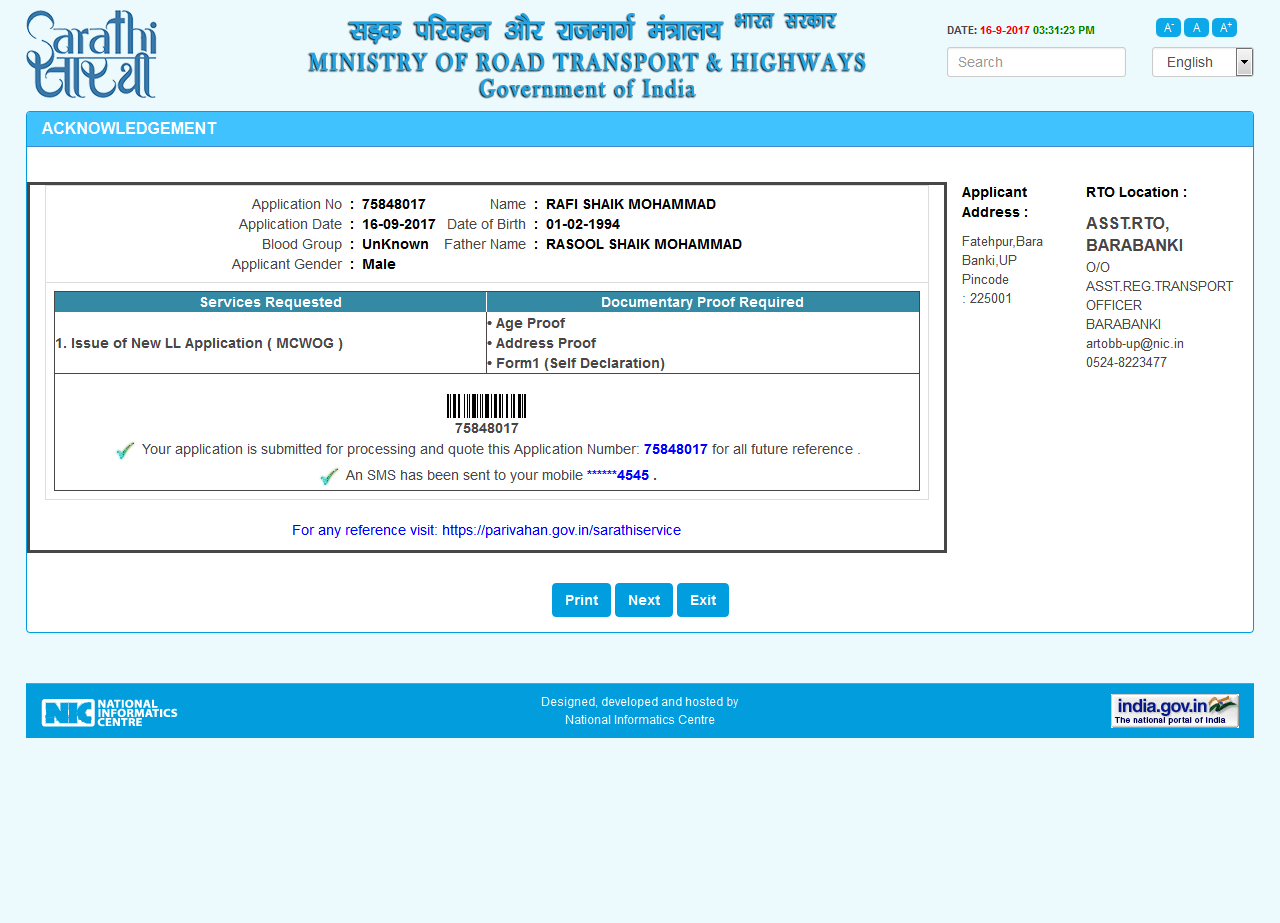 Sarathi
सारथी
सड़क परिवहन और राजमार्ग मंत्रालय भारत सरकार
MINISTRY OF ROAD TRANSPORT & HIGHWAYS
Government of India
DATE: 16-9-2017 03:31:23 PM
A- A A+
Search
English
ACKNOWLEDGEMENT
Application No : 75848017 Name : RAFI SHAIK MOHAMMAD
Application Date : 16-09-2017 Date of Birth : 01-02-1994
Blood Group : UnKnown Father Name : RASOOL SHAIK MOHAMMAD
Applicant Gender : Male
Services Requested Documentary Proof Required
1. Issue of New LL Application ( MCWOG )
• Age Proof
• Address Proof
• Form1 (Self Declaration)
75848017
Your application is submitted for processing and quote this Application Number: 75848017 for all future reference .
An SMS has been sent to your mobile ******4545 .
For any reference visit: https://parivahan.gov.in/sarathiservice
Applicant
Address :
Fatehpur,Bara
Banki,UP
Pincode
: 225001
RTO Location :
ASST.RTO,
BARABANKI
O/O
ASST.REG.TRANSPORT
OFFICER
BARABANKI
artobb-up@nic.in
0524-8223477
Print Next Exit
NIC NATIONAL
INFORMATICS
CENTRE
Designed, developed and hosted by
National Informatics Centre
india.gov.in
The national portal of India